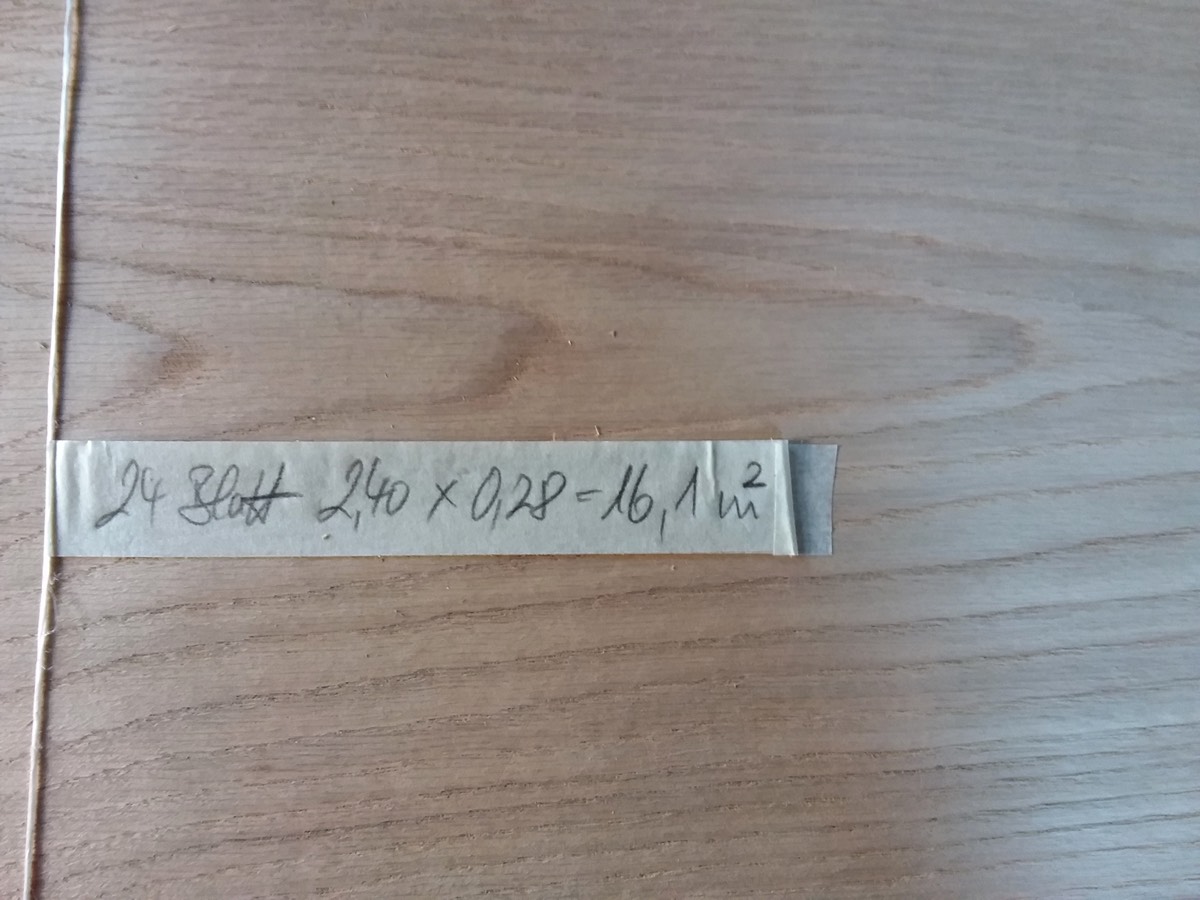 24 Blatt 2,40 x 0,28 = 16,1 m²